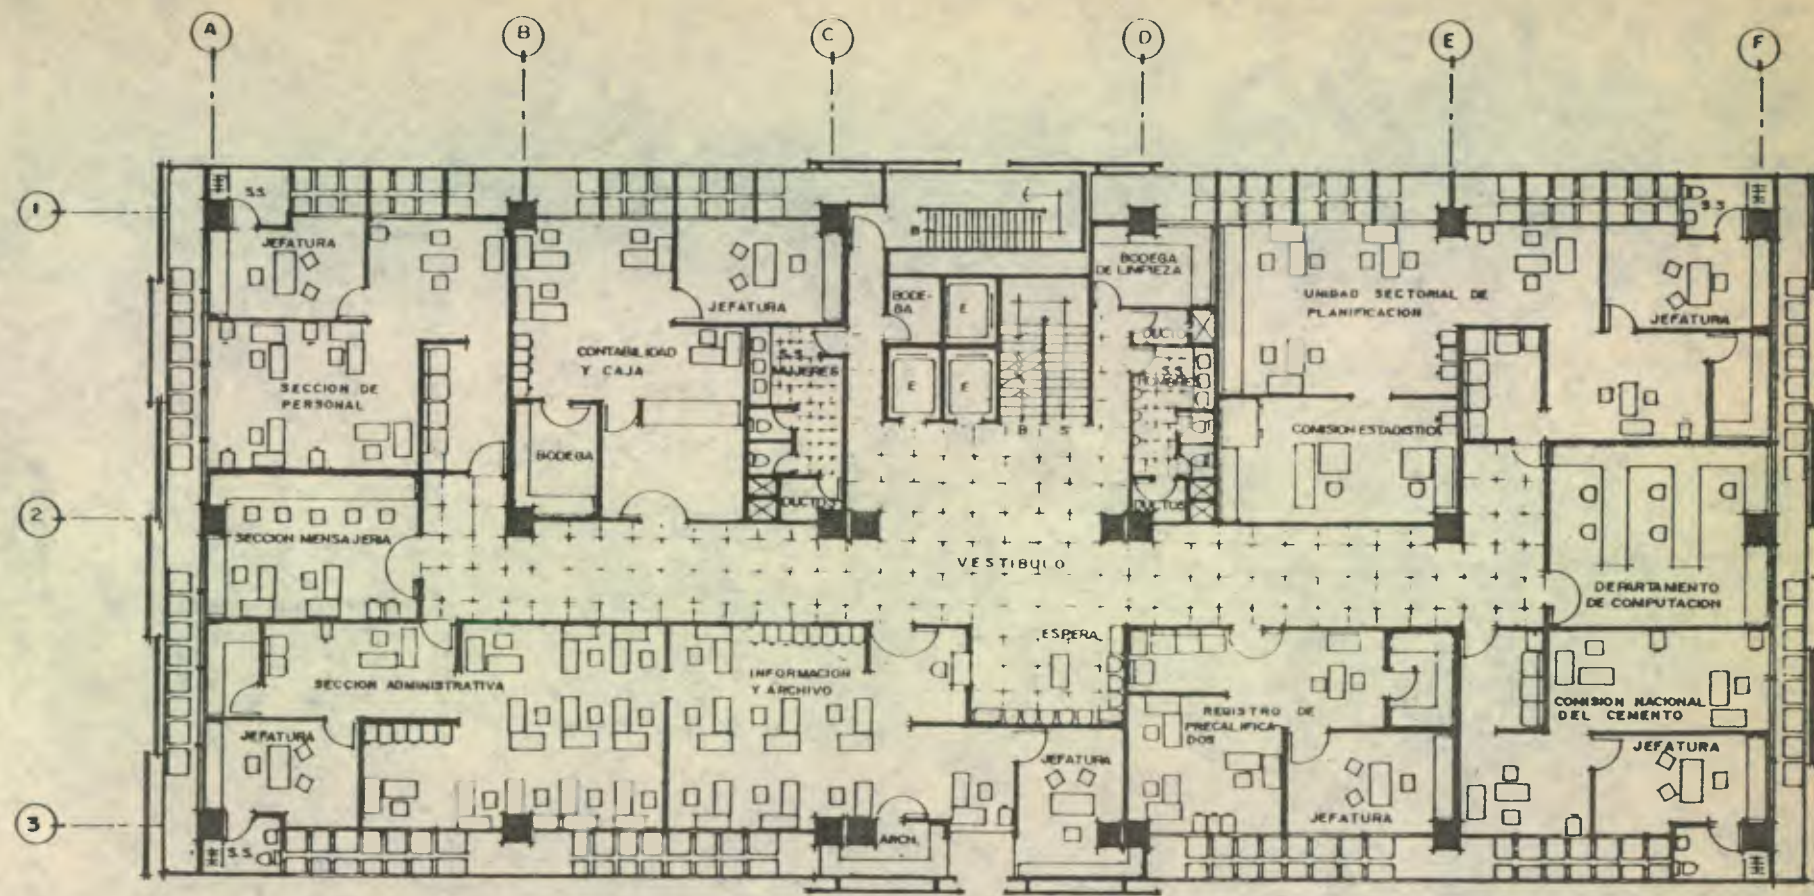 A B C D E F
1
S.S.
JEFATURA
JEFATURA
BODEGA
DE LIMPIEZA
UNIDAD SECTORIAL DE
PLANIFICACION
S.S
JEFATURA
B
BODE-
GA
E
E
E
DUCTOS
CONTABILIDAD
Y CAJA
S.S.
MUJERES
S.S.
HOMBRES
SECCION DE
PERSONAL
BODEGA
B S
COMISION ESTADISTICA
2
DUCTOS
DUCTOS
SECCION MENSAJERIA
VESTIBULO
DEPARTAMENTO
DE COMPUTACION
ESPERA
SECCION ADMINISTRATIVA
INFORMACION
Y ARCHIVO
REGISTRO DE
PRECALIFICA
DOS
COMISION NACIONAL
DEL CEMENTO
JEFATURA
JEFATURA
JEFATURA
JEFATURA
3
S.S.
ARCH.